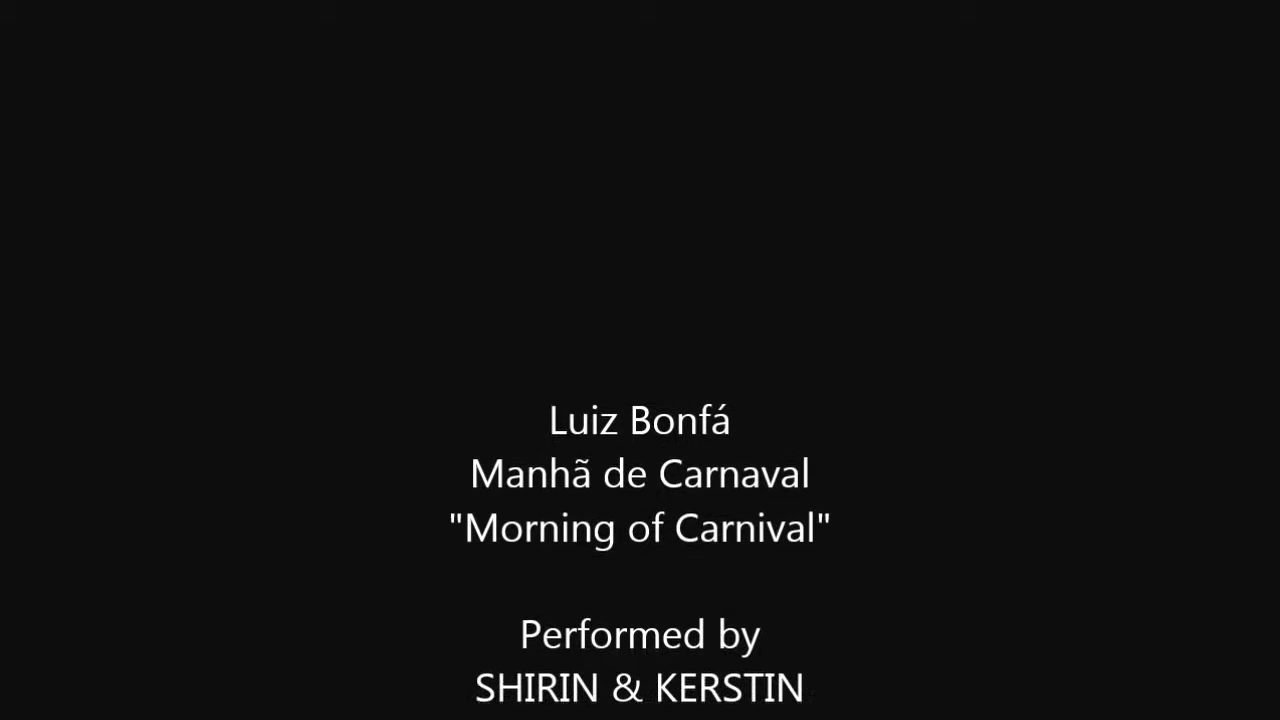 Luiz Bonfá
Manhã de Carnaval
"Morning of Carnival"
Performed by
SHIRIN & KERSTIN